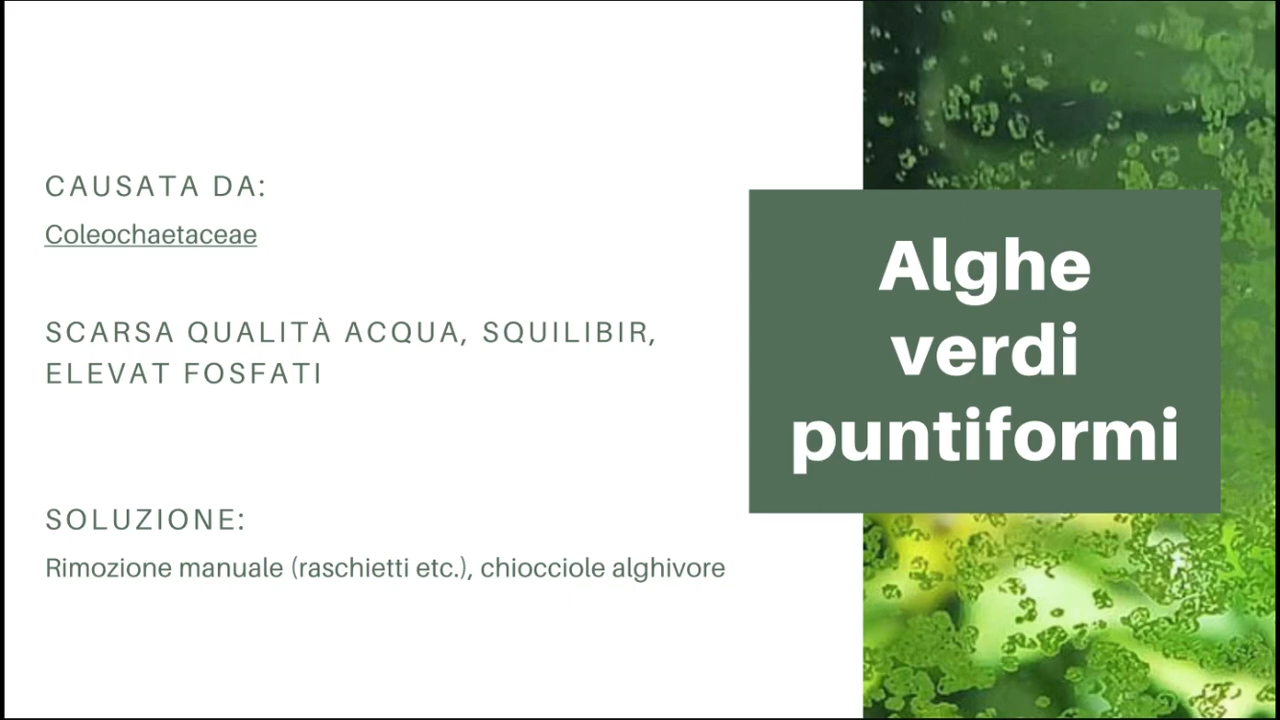 CAUSATA DA:
Coleochaetaceae
SCARSA QUALITÀ ACQUA, SQUILIBIR,
ELEVAT FOSFATI
SOLUZIONE:
Rimozione manuale (raschietti etc.), chiocciole alghivore
Alghe
verdi
puntiformi